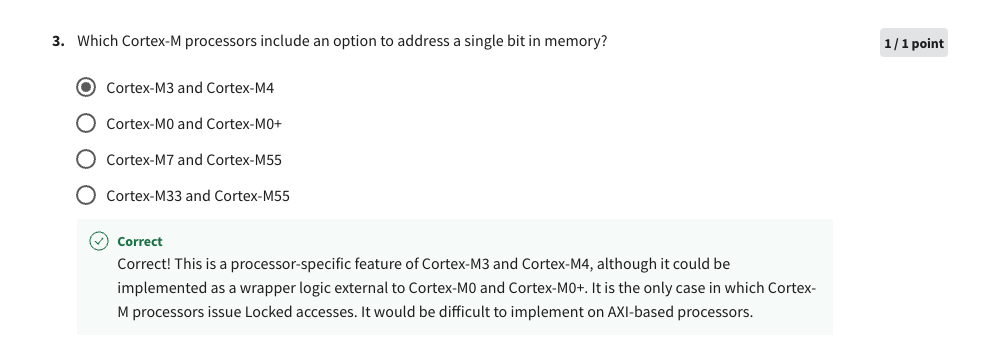 3. Which Cortex-M processors include an option to address a single bit in memory?
1 / 1 point
Cortex-M3 and Cortex-M4
Cortex-M0 and Cortex-M0+
Cortex-M7 and Cortex-M55
Cortex-M33 and Cortex-M55
Correct
Correct! This is a processor-specific feature of Cortex-M3 and Cortex-M4, although it could be
implemented as a wrapper logic external to Cortex-M0 and Cortex-M0+. It is the only case in which Cortex-
M processors issue Locked accesses. It would be difficult to implement on AXI-based processors.